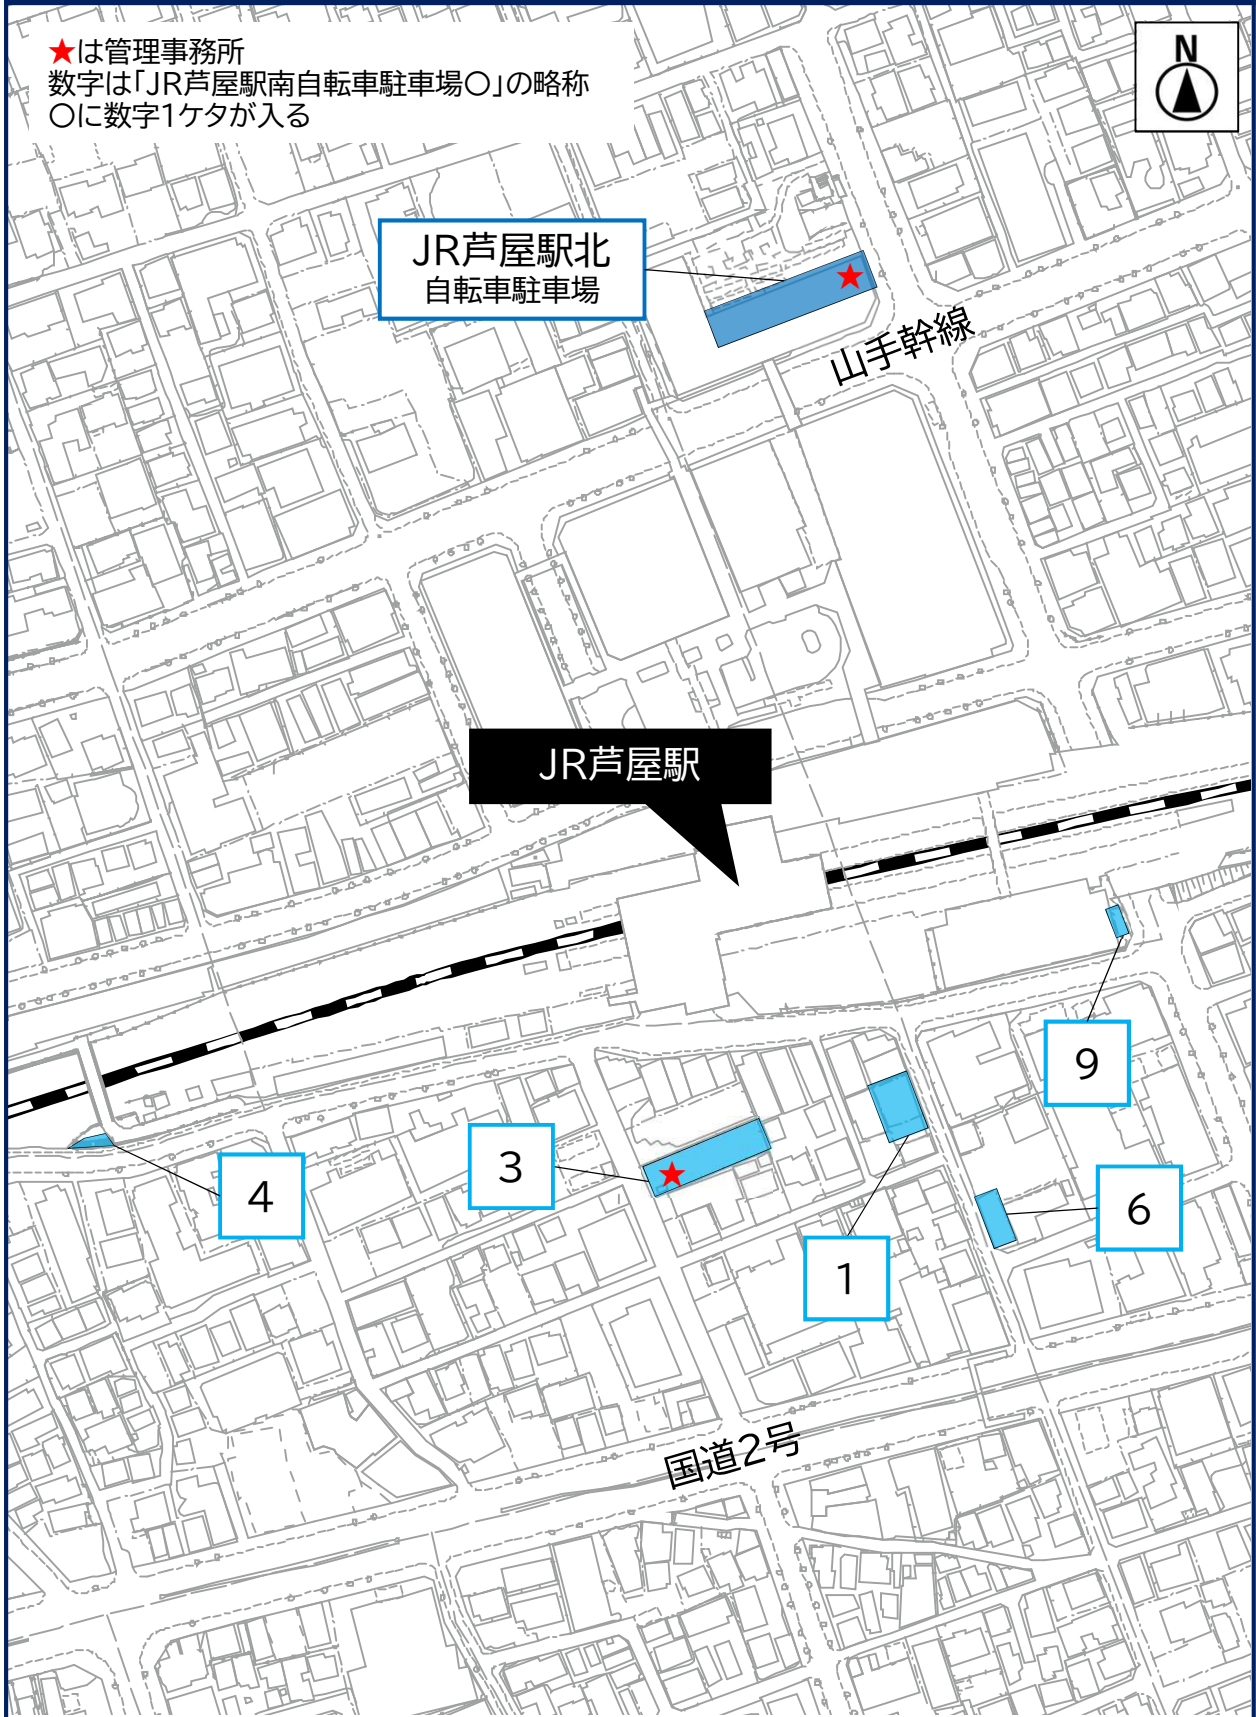 ★は管理事務所
数字は「JR芦屋駅南自転車駐車場〇」の略称
〇に数字1ケタが入る
N
JR芦屋駅北
自転車駐車場
山手幹線
JR芦屋駅
9
3
4
6
1
国道2号